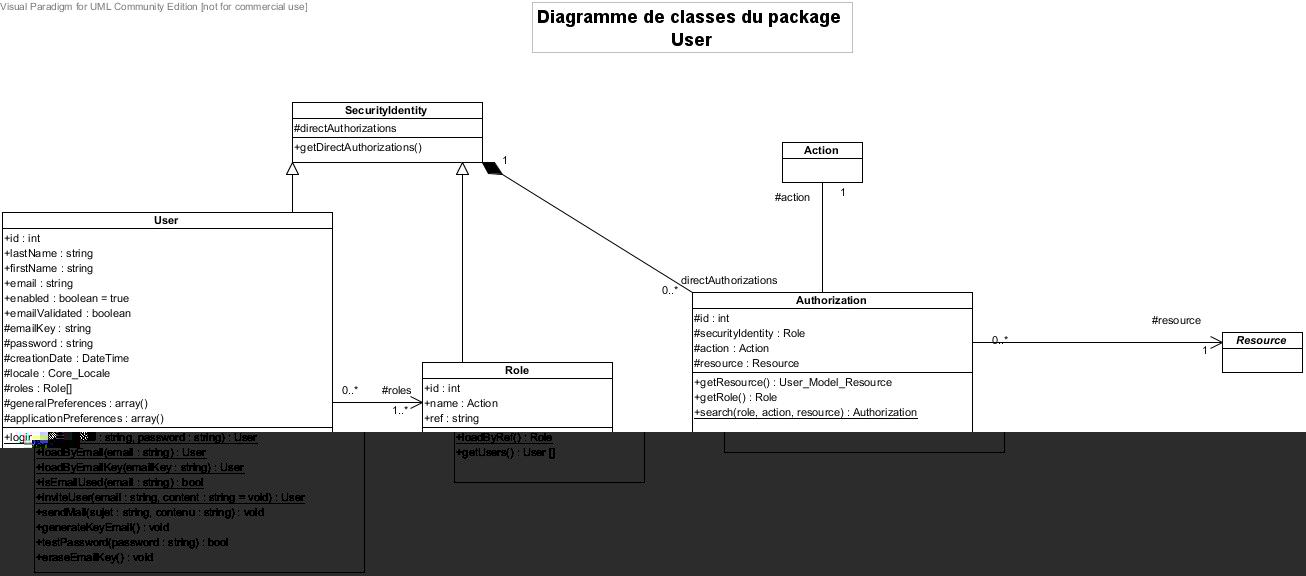 Visual Paradigm for UML Community Edition [not for commercial use]
Diagramme de classes du package
User
SecurityIdentity
#directAuthorizations
+getDirectAuthorizations()
1
Action
#action
1
User
+id : int
+lastName : string
+firstName : string
+email : string
+enabled : boolean = true
+emailValidated : boolean
#emailKey : string
#password : string
#creationDate : DateTime
#locale : Core_Locale
#roles : Role[]
#generalPreferences : array()
#applicationPreferences : array()
+login : string, password : string) : User
+loadByEmail(email : string) : User
+loadByEmailKey(emailKey : string) : User
+isEmailUsed(email : string) : bool
+inviteUser(email : string, content : string = void) : User
+sendMail(sujet : string, contenu : string) : void
+generateKeyEmail() : void
+testPassword(password : string) : bool
+eraseEmailKey() : void
0..*
#roles
1..*
Role
+id : int
+name : Action
+ref : string
+loadByRef() : Role
+getUsers() : User []
directAuthorizations
0..*
Authorization
#id : int
#securityIdentity : Role
#action : Action
#resource : Resource
+getResource() : User_Model_Resource
+getRole() : Role
+search(role, action, resource) : Authorization
0..*
#resource
1
Resource